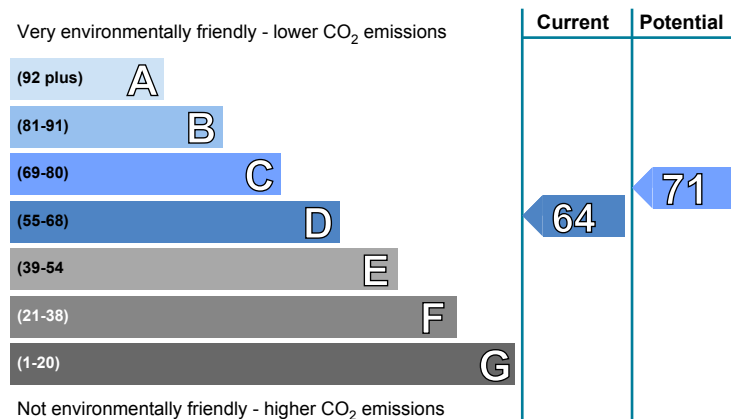 Very environmentally friendly - lower CO2 emissions
Current
Potential
(92 plus) A
(81-91) B
(69-80) C
(55-68) D
(39-54 E
(21-38) F
(1-20) G
64
71
Not environmentally friendly - higher CO2 emissions